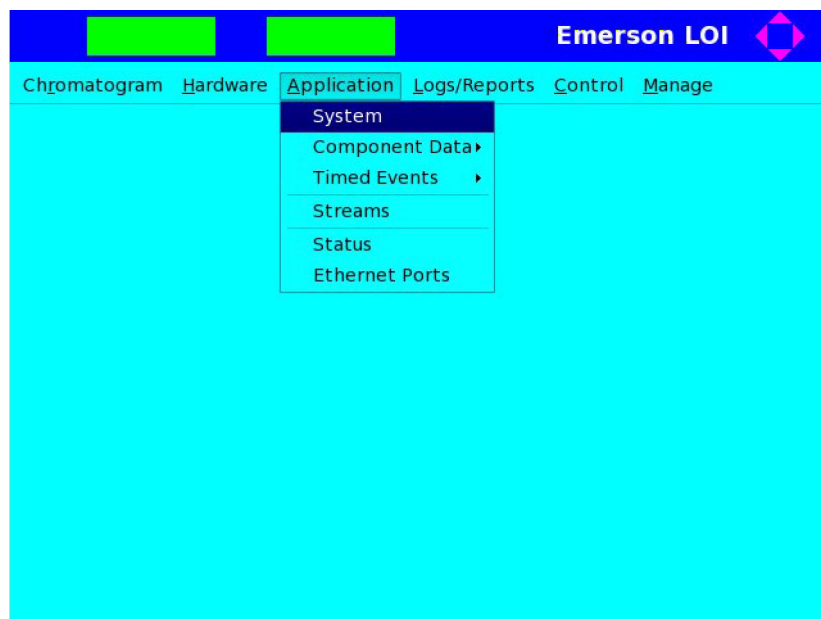 Emerson LOI
Chromatogram Hardware Application Logs/Reports Control Manage
System
Component Data
Timed Events
Streams
Status
Ethernet Ports